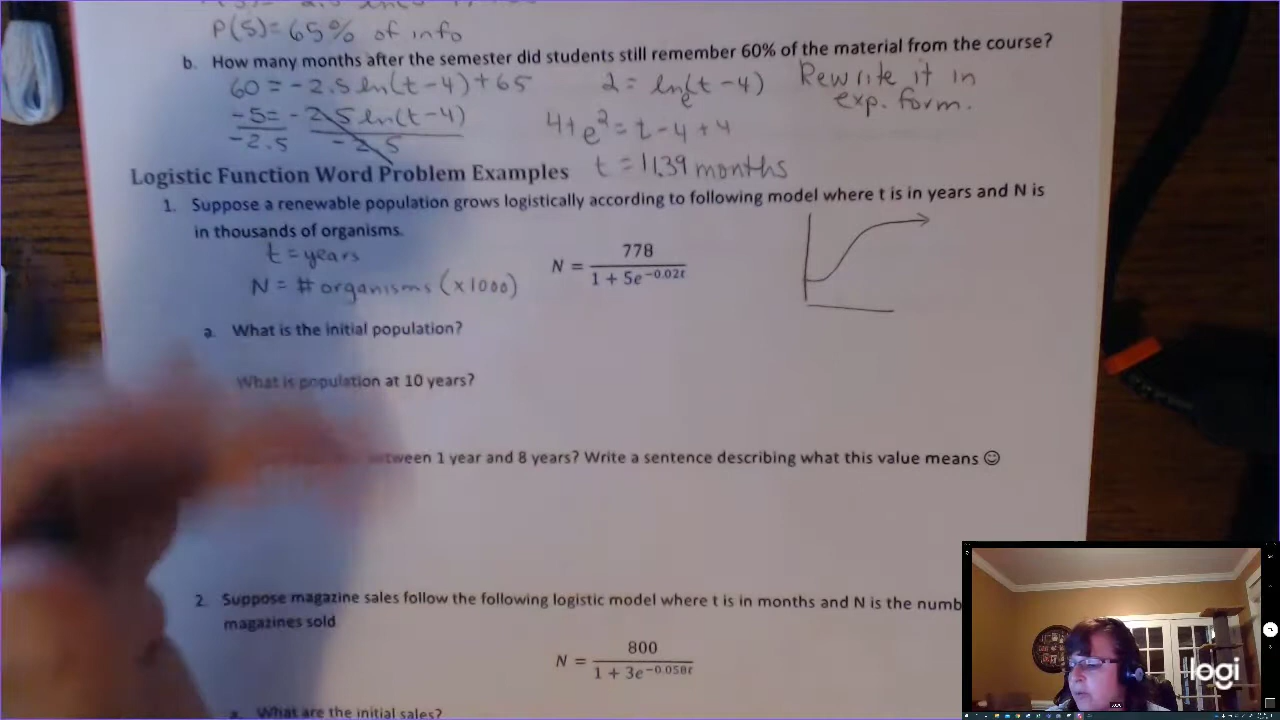 P(5)=65% of info
b. How many months after the semester did students still remember 60% of the material from the course?
60 = -2.5 ln(t-4) + 65
2 = ln_e(t-4)
Rewrite it in
exp. form.
-5 = -2.5 ln(t-4)
-2.5 -2.5
4+e^2 = t-4+4
t = 11.39 months
Logistic Function Word Problem Examples
1. Suppose a renewable population grows logistically according to following model where t is in years and N is
in thousands of organisms.
t = years
N = # organisms (x1000)
N = 778 / (1 + 5e^{-0.02t})
a. What is the initial population?
What is population at 10 years?
between 1 year and 8 years? Write a sentence describing what this value means ☺
2. Suppose magazine sales follow the following logistic model where t is in months and N is the
magazines sold
N = 800 / (1 + 3e^{-0.058t})
a. What are the initial sales?
logi